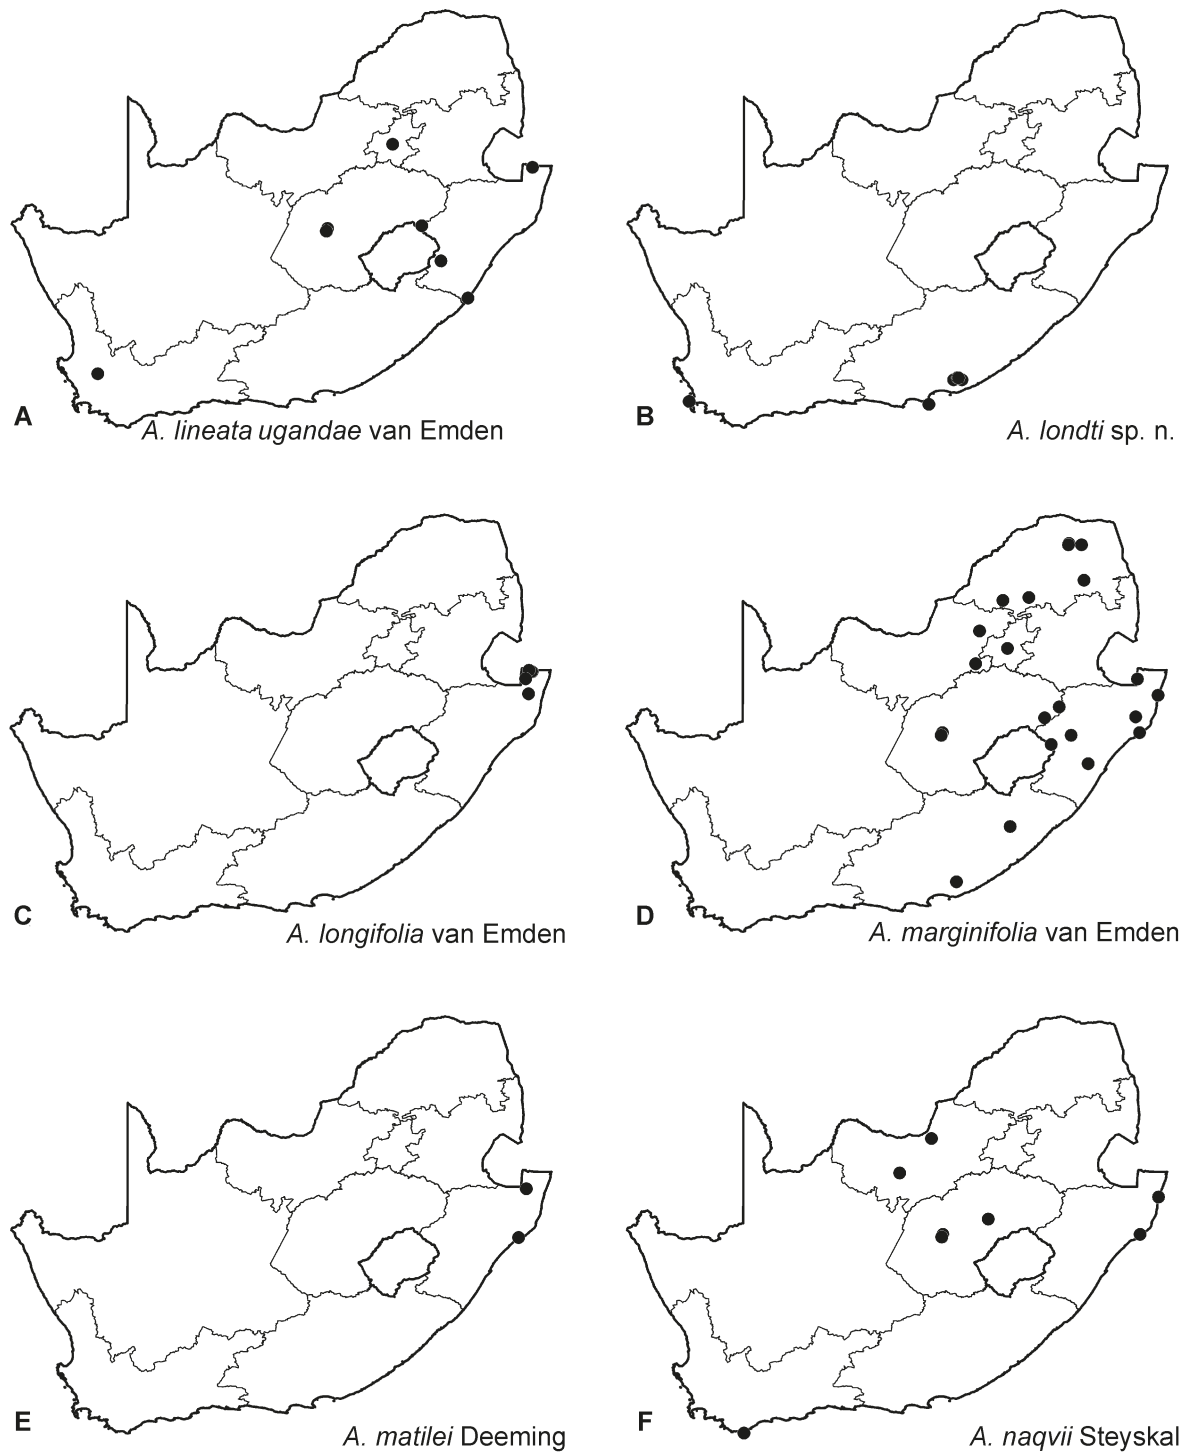 A
A. lineata ugandae van Emden
B
A. londti sp. n.
C
A. longifolia van Emden
D
A. marginifolia van Emden
E
A. matilei Deeming
F
A. naqvii Steyskal